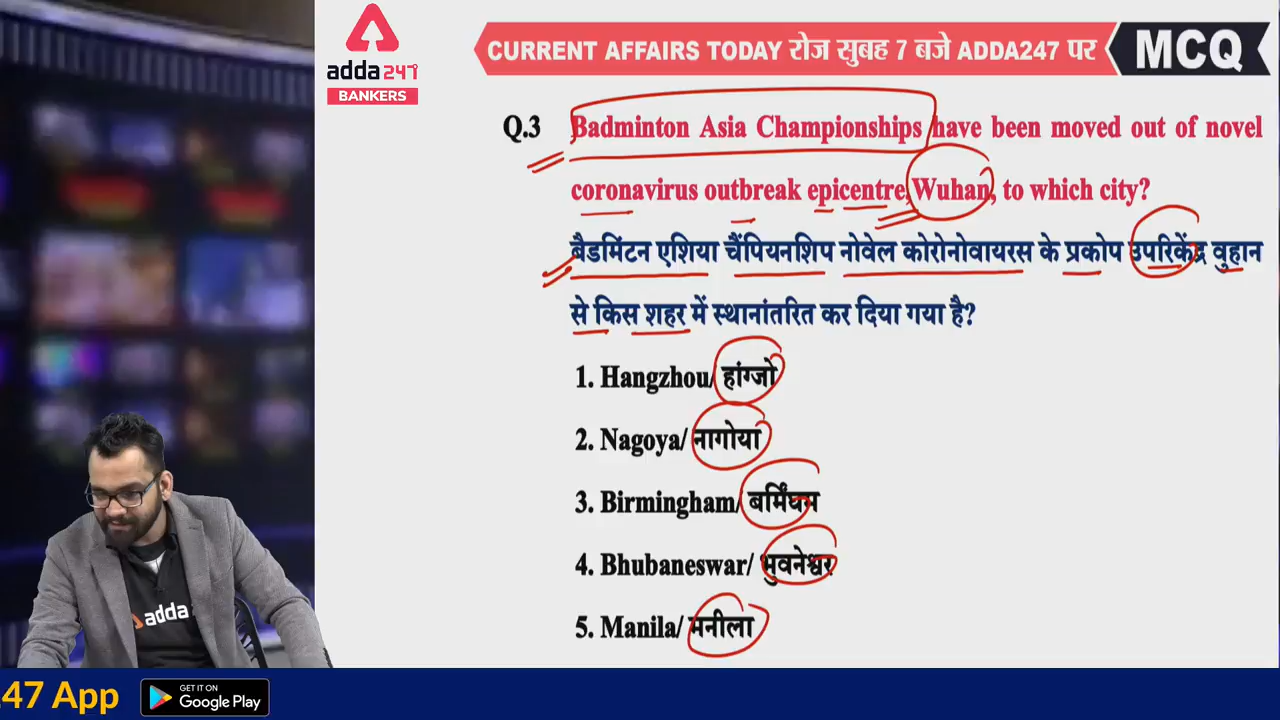 adda247
BANKERS
CURRENT AFFAIRS TODAY रोज सुबह 7 बजे ADDA247 पर
MCQ
Q.3 Badminton Asia Championships have been moved out of novel
coronavirus outbreak epicentre, Wuhan, to which city?
बैडमिंटन एशिया चैंपियनशिप नोवेल कोरोनोवायरस के प्रकोप उपरिकेंद्र वुहान
से किस शहर में स्थानांतरित कर दिया गया है?
1. Hangzhou/ हांग्जो
2. Nagoya/ नागोया
3. Birmingham/ बर्मिंघम
4. Bhubaneswar/ भुवनेश्वर
5. Manila/ मनीला
adda
47 App
GET IT ON
Google Play